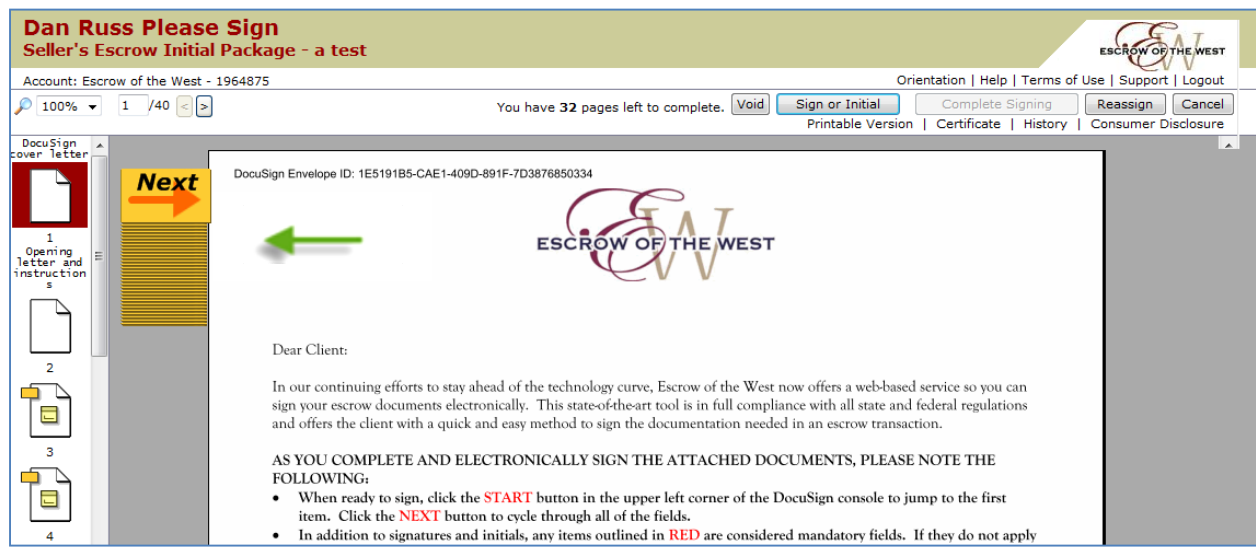 Dan Russ Please Sign
Seller's Escrow Initial Package - a test
ESCROW OF THE WEST
Account: Escrow of the West - 1964875
Orientation | Help | Terms of Use | Support | Logout
100% 1 /40 < >
You have 32 pages left to complete. Void Sign or Initial Complete Signing Reassign Cancel
Printable Version | Certificate | History | Consumer Disclosure
DocuSign
cover letter
1
Opening
letter and
instruction
s
2
3
4
Next
DocuSign Envelope ID: 1E5191B5-CAE1-409D-891F-7D3876850334
ESCROW OF THE WEST
Dear Client:
In our continuing efforts to stay ahead of the technology curve, Escrow of the West now offers a web-based service so you can
sign your escrow documents electronically. This state-of-the-art tool is in full compliance with all state and federal regulations
and offers the client with a quick and easy method to sign the documentation needed in an escrow transaction.
AS YOU COMPLETE AND ELECTRONICALLY SIGN THE ATTACHED DOCUMENTS, PLEASE NOTE THE
FOLLOWING:
• When ready to sign, click the START button in the upper left corner of the DocuSign console to jump to the first
item. Click the NEXT button to cycle through all of the fields.
• In addition to signatures and initials, any items outlined in RED are considered mandatory fields. If they do not apply